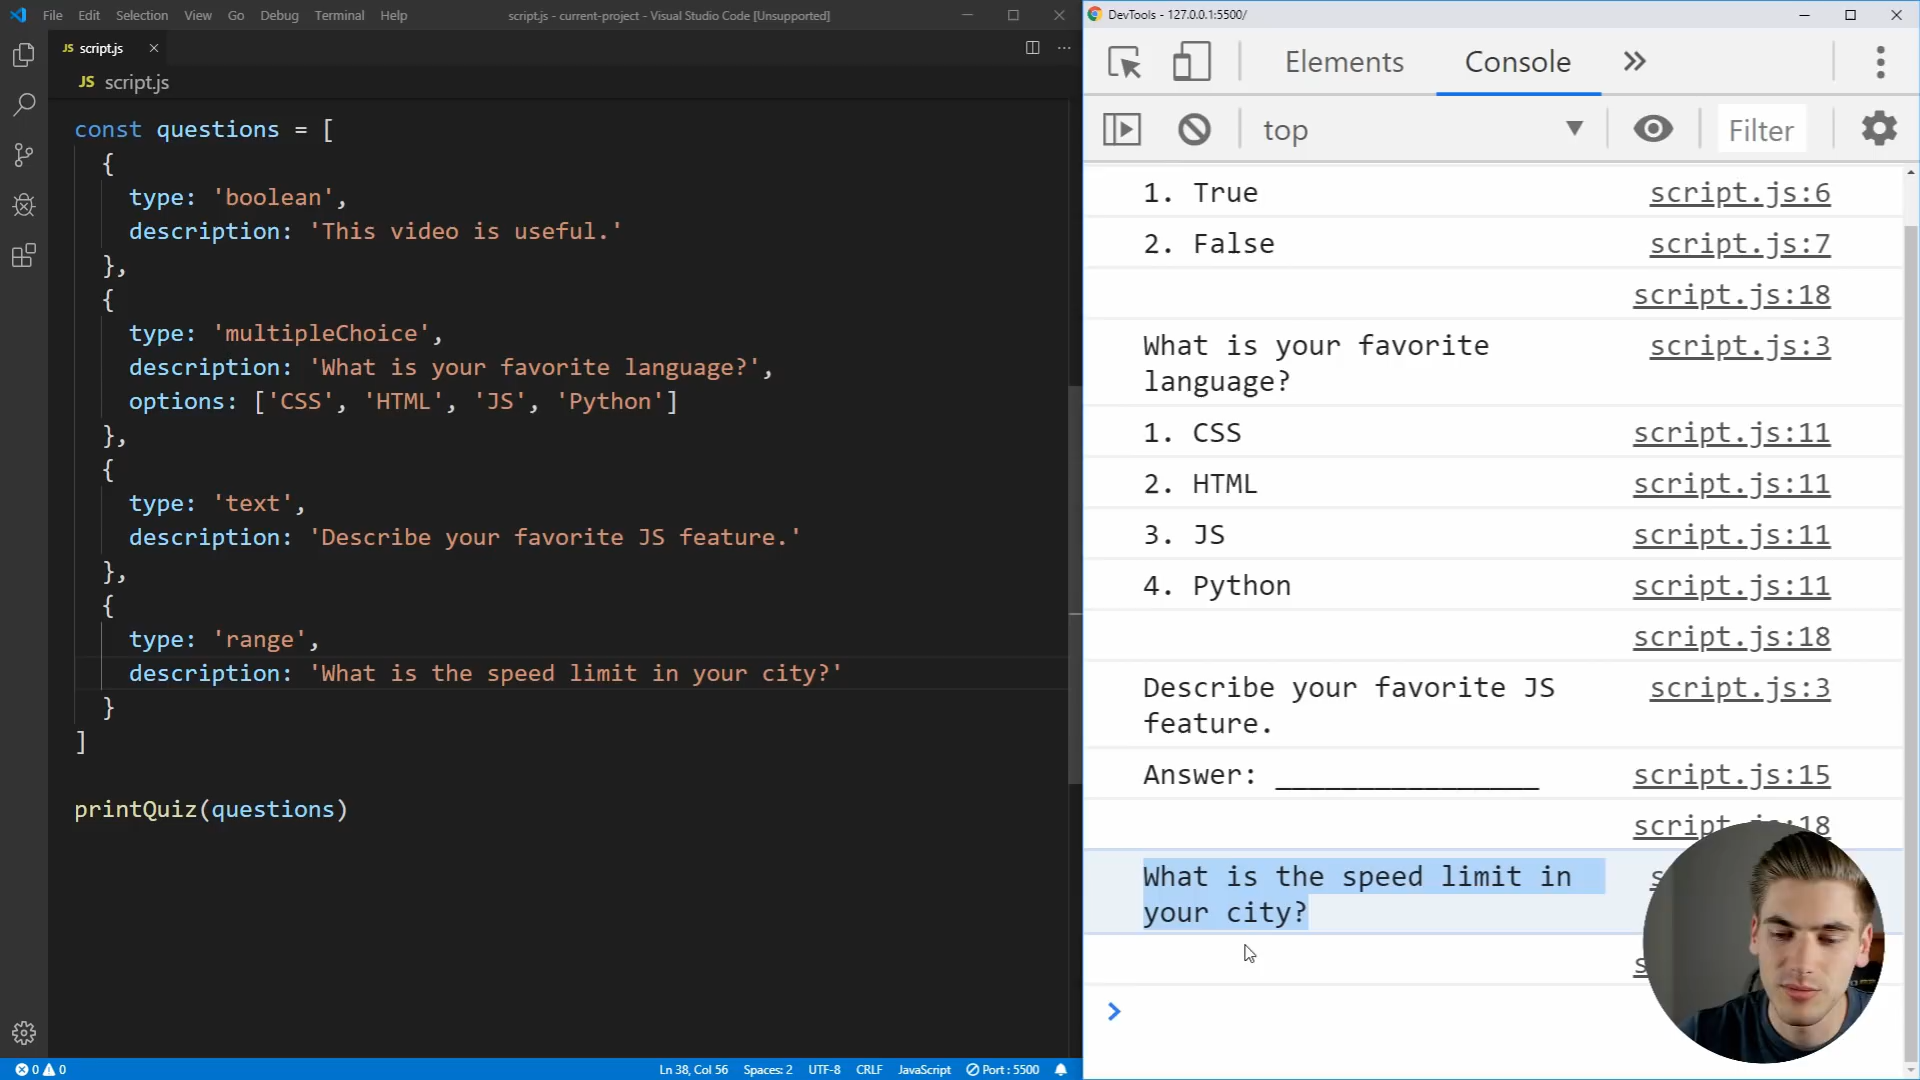 File Edit Selection View Go Debug Terminal Help
script.js - current-project - Visual Studio Code [Unsupported]
JS script.js
JS script.js
const questions = [
{
type: 'boolean',
description: 'This video is useful.'
},
{
type: 'multipleChoice',
description: 'What is your favorite language?',
options: ['CSS', 'HTML', 'JS', 'Python']
},
{
type: 'text',
description: 'Describe your favorite JS feature.'
},
{
type: 'range',
description: 'What is the speed limit in your city?'
}
]
printQuiz(questions)
0 0
Ln 38, Col 56 Spaces: 2 UTF-8 CRLF JavaScript Port : 5500
DevTools - 127.0.0.1:5500/
Elements Console
top Filter
1. True script.js:6
2. False script.js:7
script.js:18
What is your favorite script.js:3
language?
1. CSS script.js:11
2. HTML script.js:11
3. JS script.js:11
4. Python script.js:11
script.js:18
Describe your favorite JS script.js:3
feature.
Answer: ________________ script.js:15
What is the speed limit in
your city?